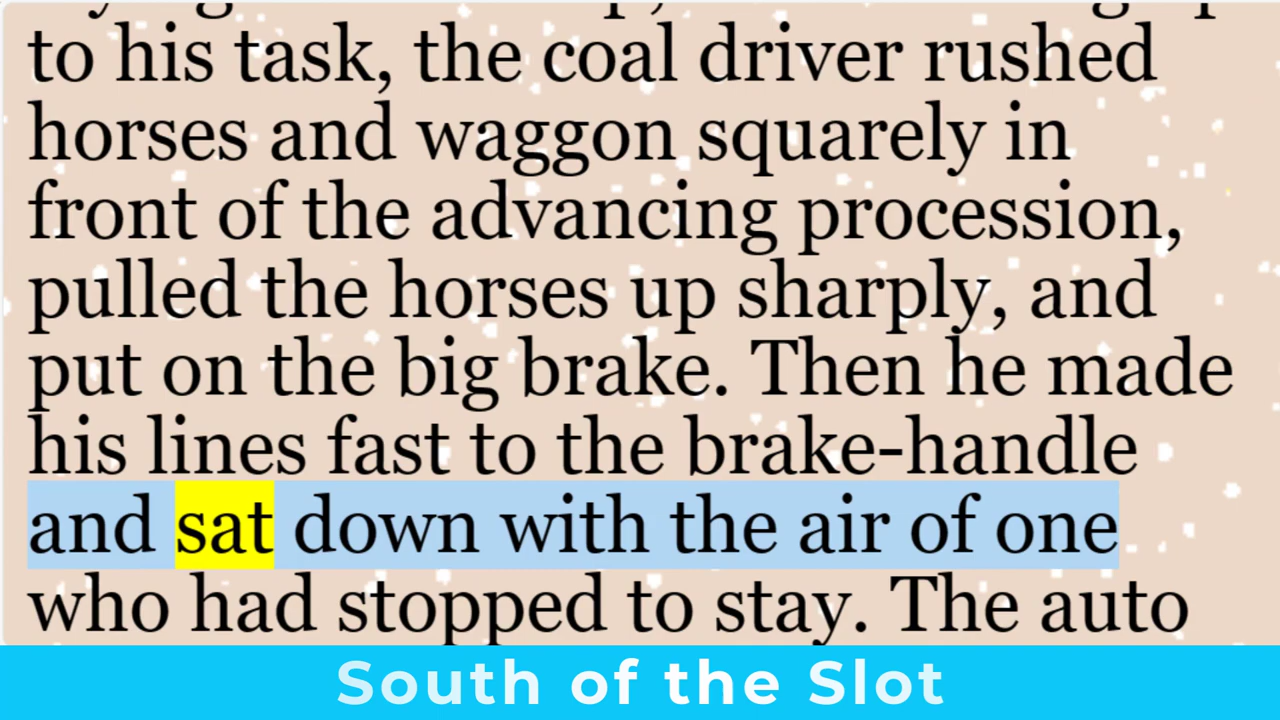 to his task, the coal driver rushed
horses and waggon squarely in
front of the advancing procession,
pulled the horses up sharply, and
put on the big brake. Then he made
his lines fast to the brake-handle
and sat down with the air of one
who had stopped to stay. The auto
South of the Slot